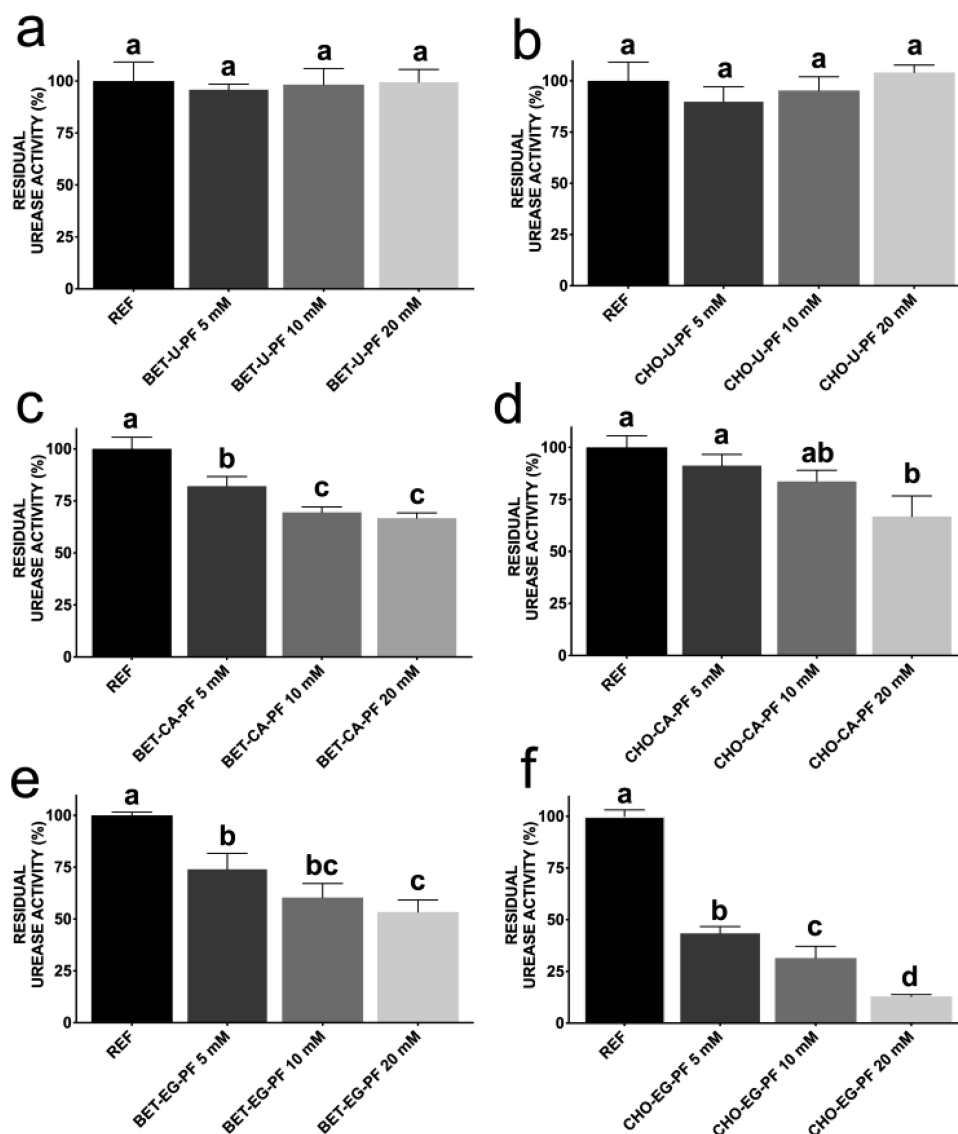 a
RESIDUAL
UREASE ACTIVITY (%)
100
75
50
25
0
a
a
a
a
REF
BET-U-PF 5 mM
BET-U-PF 10 mM
BET-U-PF 20 mM
b
RESIDUAL
UREASE ACTIVITY (%)
100
75
50
25
0
a
a
a
a
REF
CHO-U-PF 5 mM
CHO-U-PF 10 mM
CHO-U-PF 20 mM
c
RESIDUAL
UREASE ACTIVITY (%)
100
75
50
25
0
a
b
c
c
REF
BET-CA-PF 5 mM
BET-CA-PF 10 mM
BET-CA-PF 20 mM
d
RESIDUAL
UREASE ACTIVITY (%)
100
75
50
25
0
a
a
ab
b
REF
CHO-CA-PF 5 mM
CHO-CA-PF 10 mM
CHO-CA-PF 20 mM
e
RESIDUAL
UREASE ACTIVITY (%)
100
75
50
25
0
a
b
bc
c
REF
BET-EG-PF 5 mM
BET-EG-PF 10 mM
BET-EG-PF 20 mM
f
RESIDUAL
UREASE ACTIVITY (%)
100
75
50
25
0
a
b
c
d
REF
CHO-EG-PF 5 mM
CHO-EG-PF 10 mM
CHO-EG-PF 20 mM